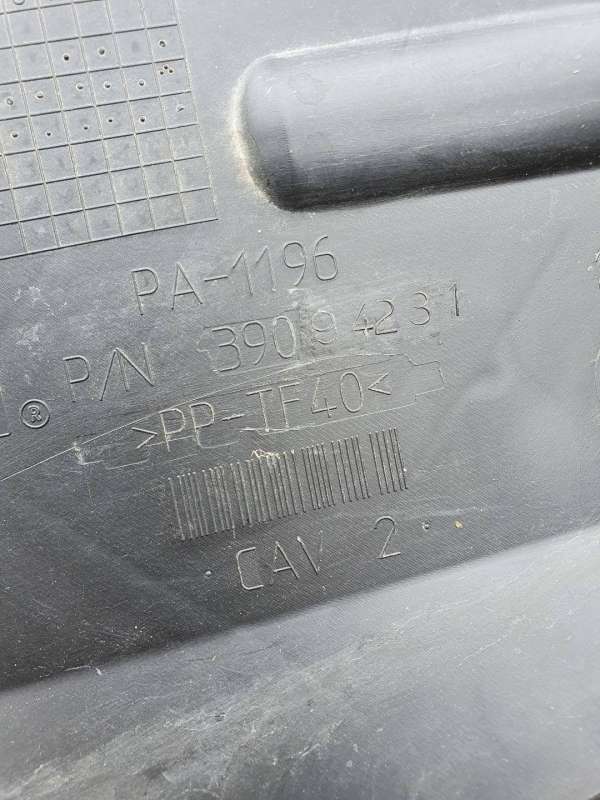 PA-1196
P/N 39094231
®
>PP-TF40<
CAV 2